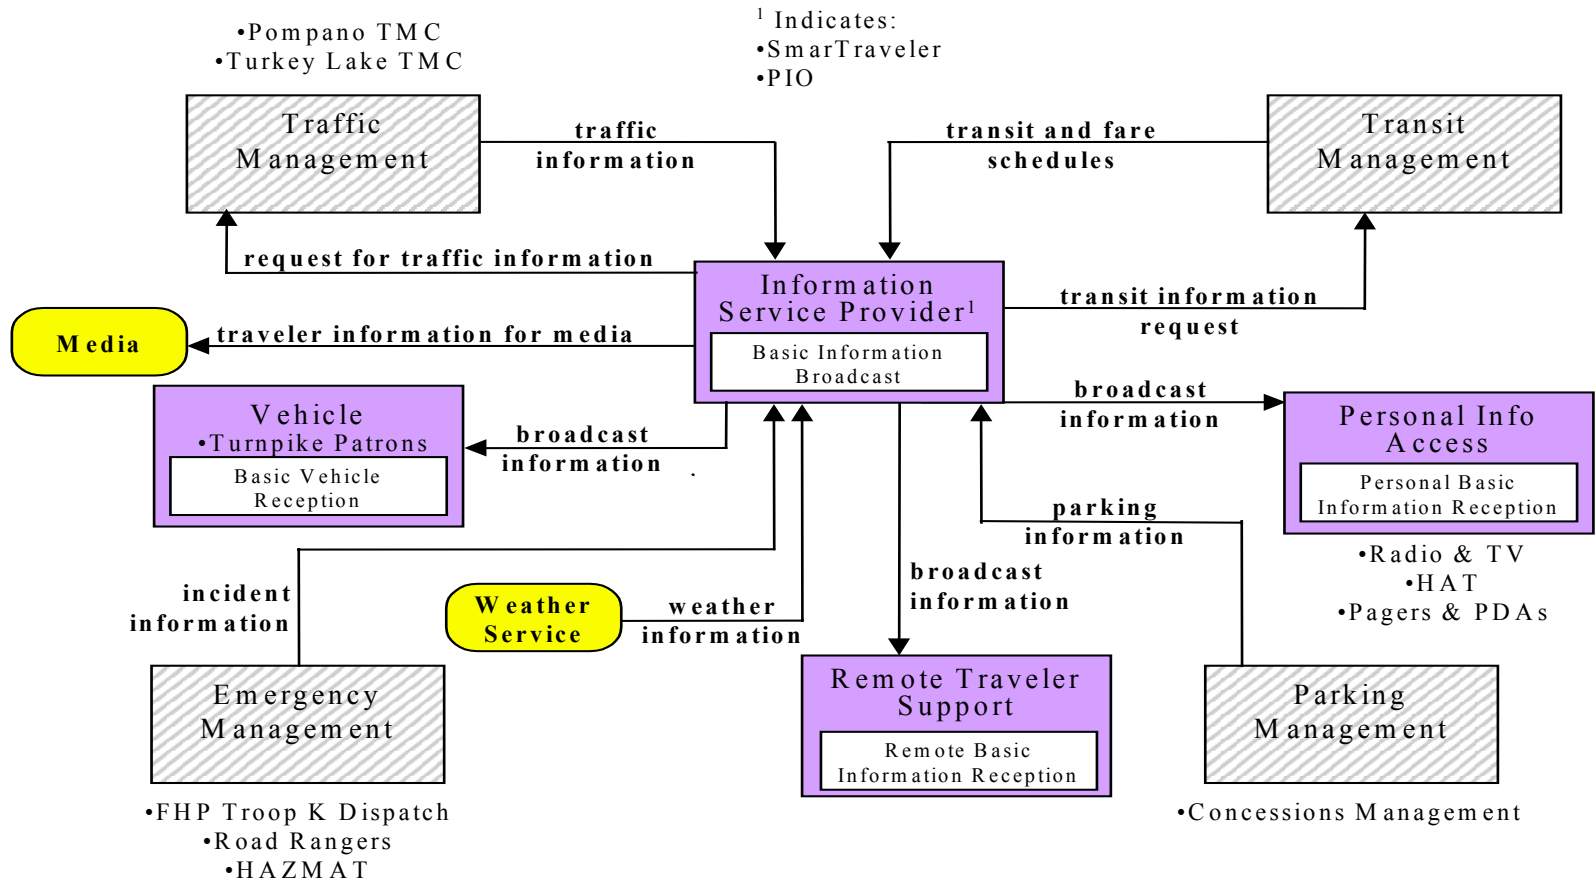 •Pompano TMC
•Turkey Lake TMC
1 Indicates:
•SmarTraveler
•PIO
Traffic
Management
traffic
information
transit and fare
schedules
Transit
Management
request for traffic information
Information
Service Provider1
Basic Information
Broadcast
transit information
request
Media
traveler information for media
Vehicle
•Turnpike Patrons
Basic Vehicle
Reception
broadcast
information
broadcast
information
Personal Info
Access
Personal Basic
Information Reception
•Radio & TV
•HAT
•Pagers & PDAs
parking
information
incident
information
Weather
Service
weather
information
broadcast
information
Emergency
Management
•FHP Troop K Dispatch
•Road Rangers
•HAZMAT
Remote Traveler
Support
Remote Basic
Information Reception
Parking
Management
•Concessions Management